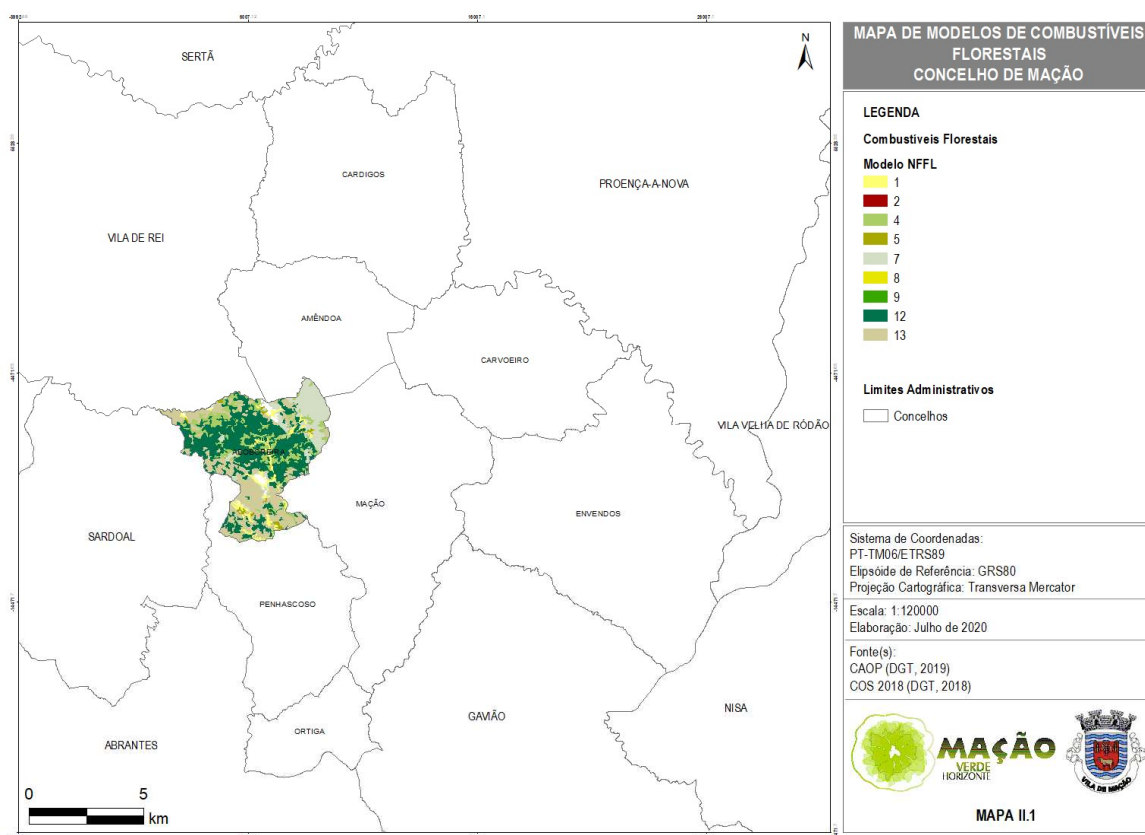 SERTÃ
N
CARDIGOS
PROENÇA-A-NOVA
VILA DE REI
AMÊNDOA
CARVOEIRO
VILA VELHA DE RÓDÃO
MAÇÃO
ENVENDOS
SARDOAL
PENHASCOSO
NISA
GAVIÃO
ORTIGA
ABRANTES
0 5
km
MAPA DE MODELOS DE COMBUSTÍVEIS
FLORESTAIS
CONCELHO DE MAÇÃO
LEGENDA
Combustíveis Florestais
Modelo NFFL
1
2
4
5
7
8
9
12
13
Limites Administrativos
Concelhos
Sistema de Coordenadas:
PT-TM06/ETRS89
Elipsóide de Referência: GRS80
Projeção Cartográfica: Transversa Mercator
Escala: 1:120000
Elaboração: Julho de 2020
Fonte(s):
CAOP (DGT, 2019)
COS 2018 (DGT, 2018)
MAÇÃO
VERDE
HORIZONTE
VILA DE MAÇÃO
MAPA II.1